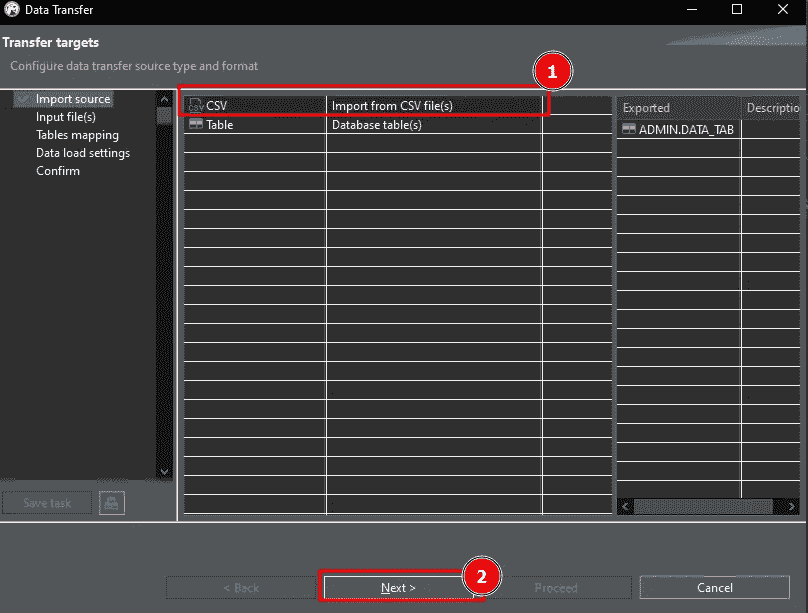 Data Transfer
Transfer targets
Configure data transfer source type and format
Import source
Input file(s)
Tables mapping
Data load settings
Confirm
CSV Import from CSV file(s)
Table Database table(s)
1
Exported Descriptio
ADMIN.DATA_TAB
Save task
< Back
Next >
2
Proceed
Cancel